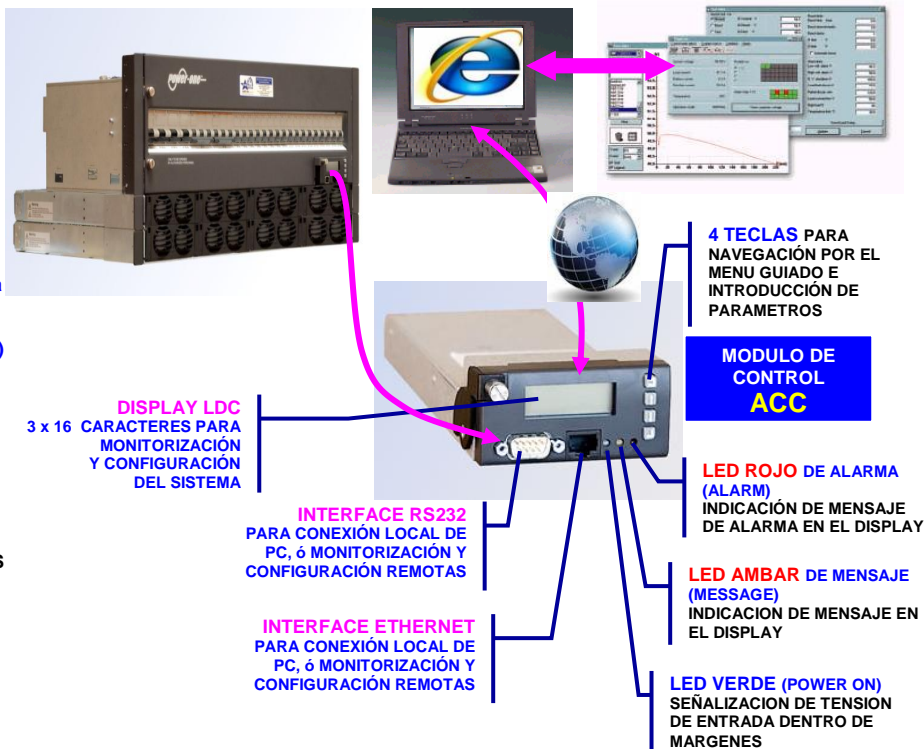 power-one
4 TECLAS PARA
NAVEGACIÓN POR EL
MENU GUIADO E
INTRODUCCIÓN DE
PARAMETROS
MODULO DE
CONTROL
ACC
DISPLAY LDC
3 x 16 CARACTERES PARA
MONITORIZACIÓN
Y CONFIGURACIÓN
DEL SISTEMA
LED ROJO DE ALARMA
(ALARM)
INDICACIÓN DE MENSAJE
DE ALARMA EN EL DISPLAY
INTERFACE RS232
PARA CONEXIÓN LOCAL DE
PC, ó MONITORIZACIÓN Y
CONFIGURACIÓN REMOTAS
LED AMBAR DE MENSAJE
(MESSAGE)
INDICACION DE MENSAJE EN
EL DISPLAY
INTERFACE ETHERNET
PARA CONEXIÓN LOCAL DE
PC, ó MONITORIZACIÓN Y
CONFIGURACIÓN REMOTAS
LED VERDE (POWER ON)
SEÑALIZACION DE TENSION
DE ENTRADA DENTRO DE
MARGENES